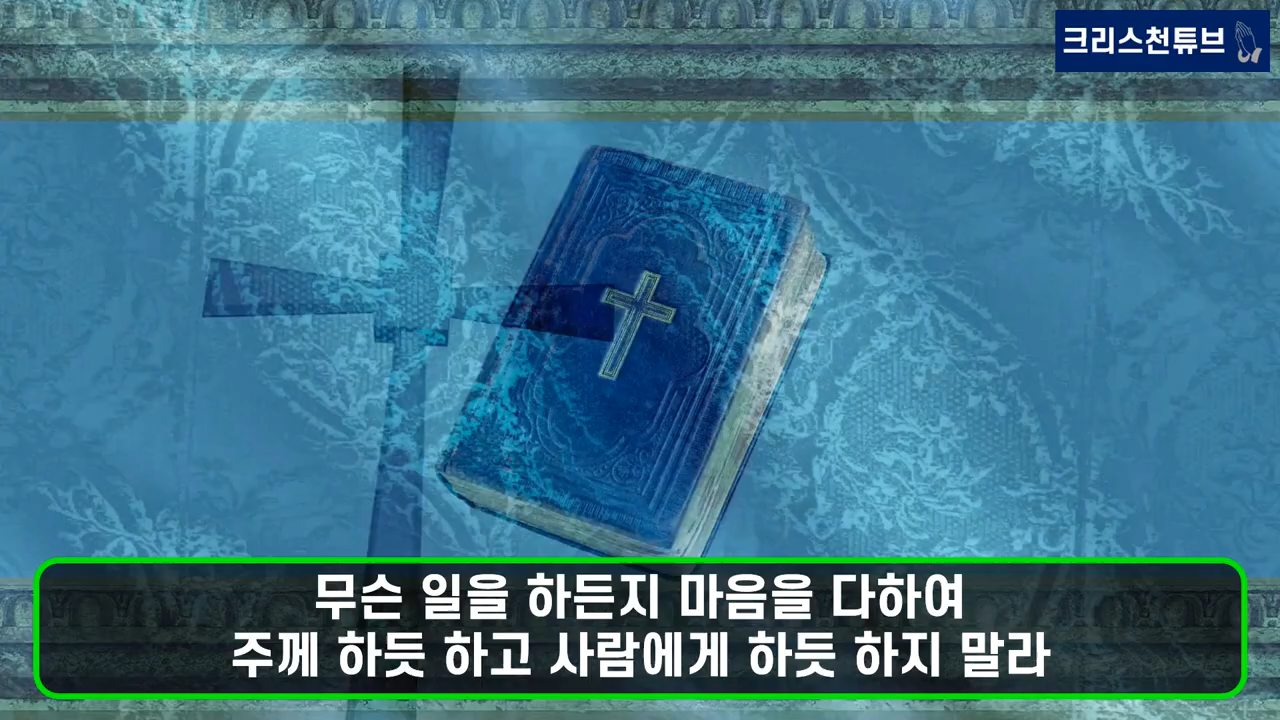 크리스천튜브
무슨 일을 하든지 마음을 다하여
주께 하듯 하고 사람에게 하듯 하지 말라